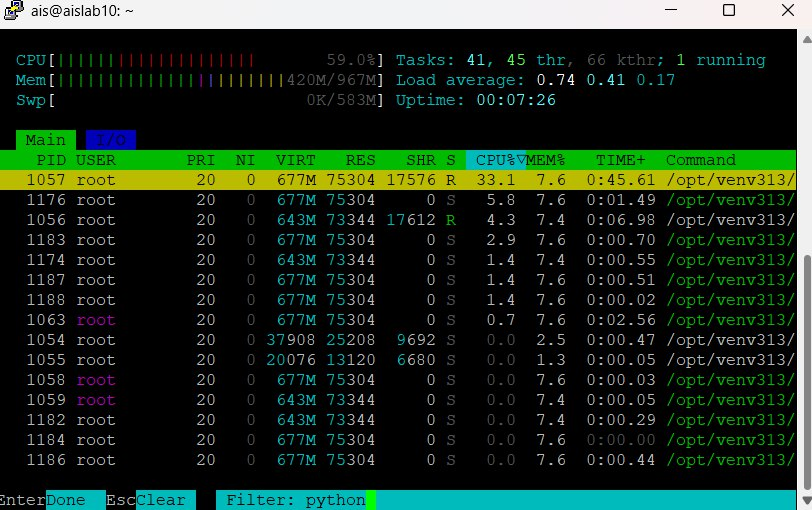 ais@aislab10: ~
CPU[|||||||||||||||||||| 59.0%] Tasks: 41, 45 thr, 66 kthr; 1 running
Mem[|||||||||||||||||||||||420M/967M] Load average: 0.74 0.41 0.17
Swp[ 0K/583M] Uptime: 00:07:26
Main I/O
PID USER PRI NI VIRT RES SHR S CPU%▽MEM% TIME+ Command
1057 root 20 0 677M 75304 17576 R 33.1 7.6 0:45.61 /opt/venv313/
1176 root 20 0 677M 75304 0 S 5.8 7.6 0:01.49 /opt/venv313/
1056 root 20 0 643M 73344 17612 R 4.3 7.4 0:06.98 /opt/venv313/
1183 root 20 0 677M 75304 0 S 2.9 7.6 0:00.70 /opt/venv313/
1174 root 20 0 643M 73344 0 S 1.4 7.4 0:00.55 /opt/venv313/
1187 root 20 0 677M 75304 0 S 1.4 7.6 0:00.51 /opt/venv313/
1188 root 20 0 677M 75304 0 S 1.4 7.6 0:00.02 /opt/venv313/
1063 root 20 0 677M 75304 0 S 0.7 7.6 0:02.56 /opt/venv313/
1054 root 20 0 37908 25208 9692 S 0.0 2.5 0:00.47 /opt/venv313/
1055 root 20 0 20076 13120 6680 S 0.0 1.3 0:00.05 /opt/venv313/
1058 root 20 0 677M 75304 0 S 0.0 7.6 0:00.03 /opt/venv313/
1059 root 20 0 643M 73344 0 S 0.0 7.4 0:00.05 /opt/venv313/
1182 root 20 0 643M 73344 0 S 0.0 7.4 0:00.29 /opt/venv313/
1184 root 20 0 677M 75304 0 S 0.0 7.6 0:00.00 /opt/venv313/
1186 root 20 0 677M 75304 0 S 0.0 7.6 0:00.44 /opt/venv313/
EnterDone EscClear Filter: python